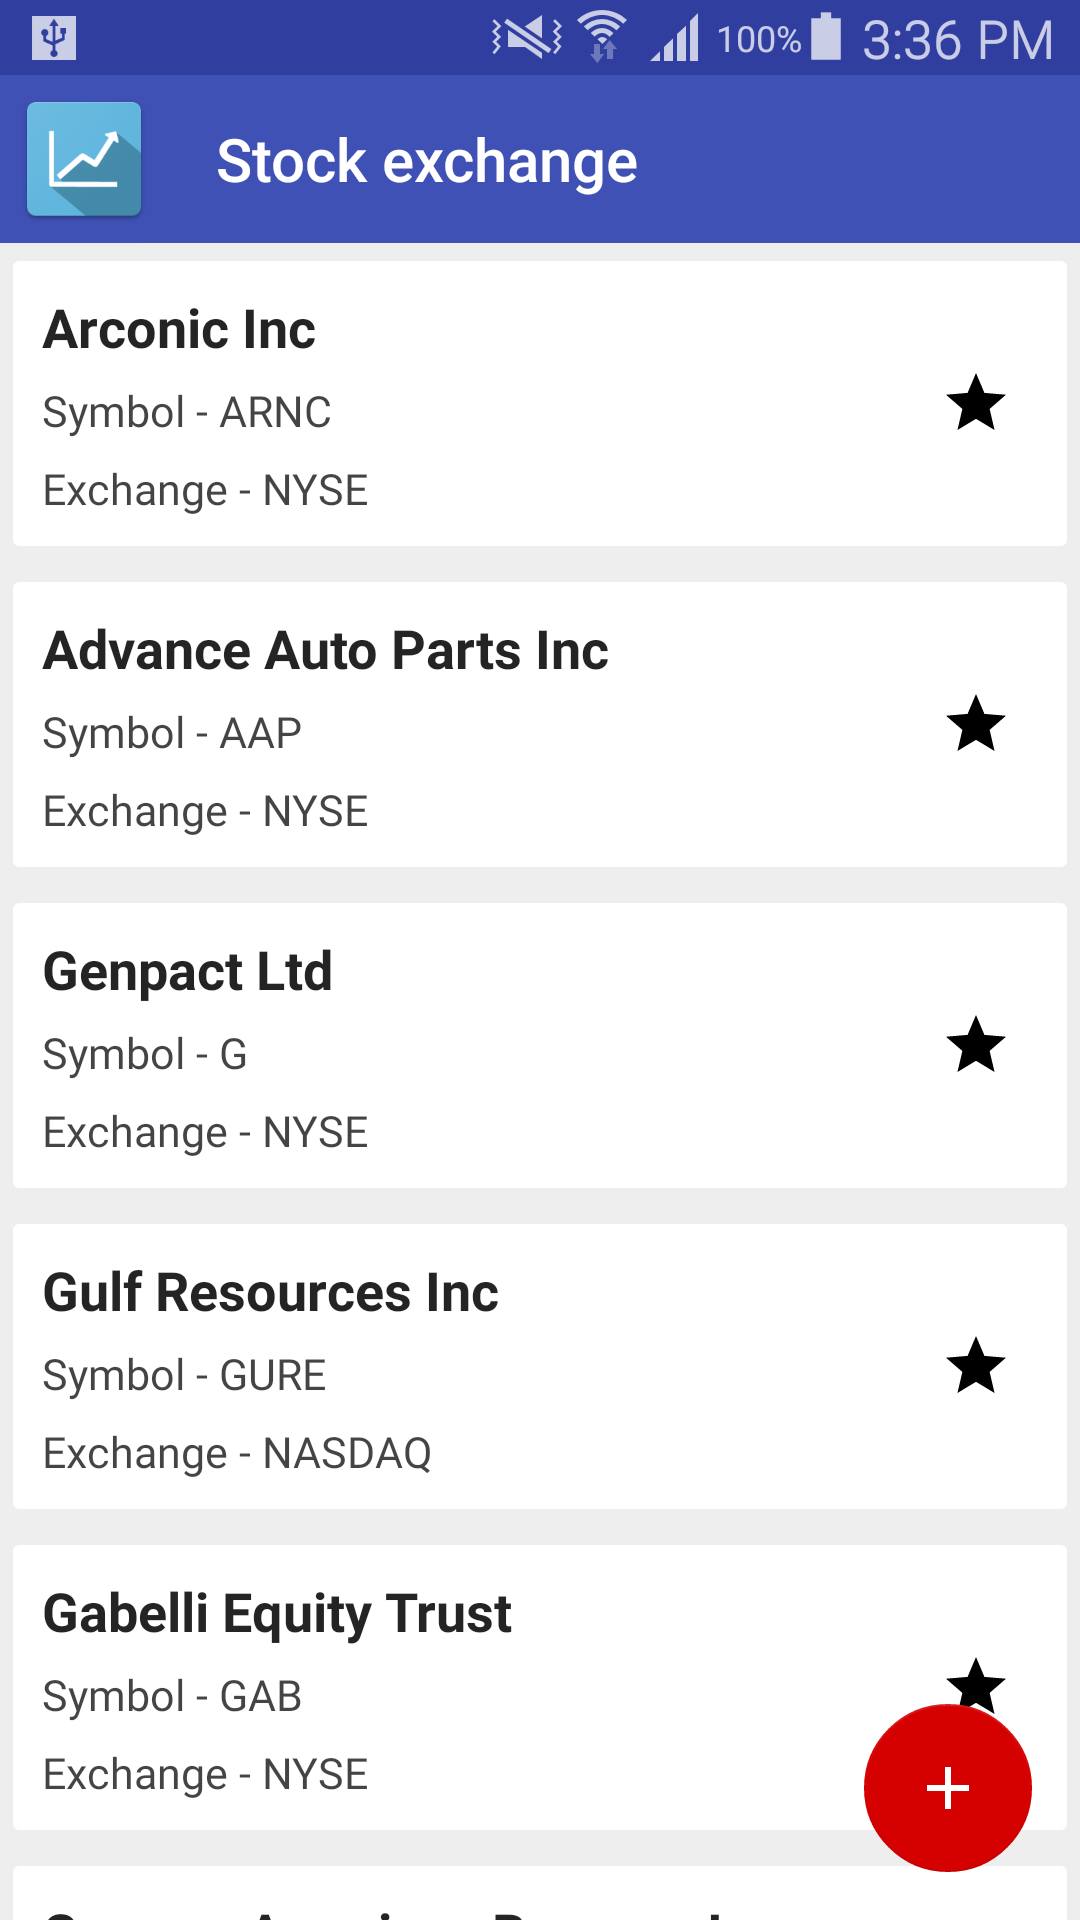 100% 3:36 PM
Stock exchange
Arconic Inc
Symbol - ARNC
Exchange - NYSE
Advance Auto Parts Inc
Symbol - AAP
Exchange - NYSE
Genpact Ltd
Symbol - G
Exchange - NYSE
Gulf Resources Inc
Symbol - GURE
Exchange - NASDAQ
Gabelli Equity Trust
Symbol - GAB
Exchange - NYSE